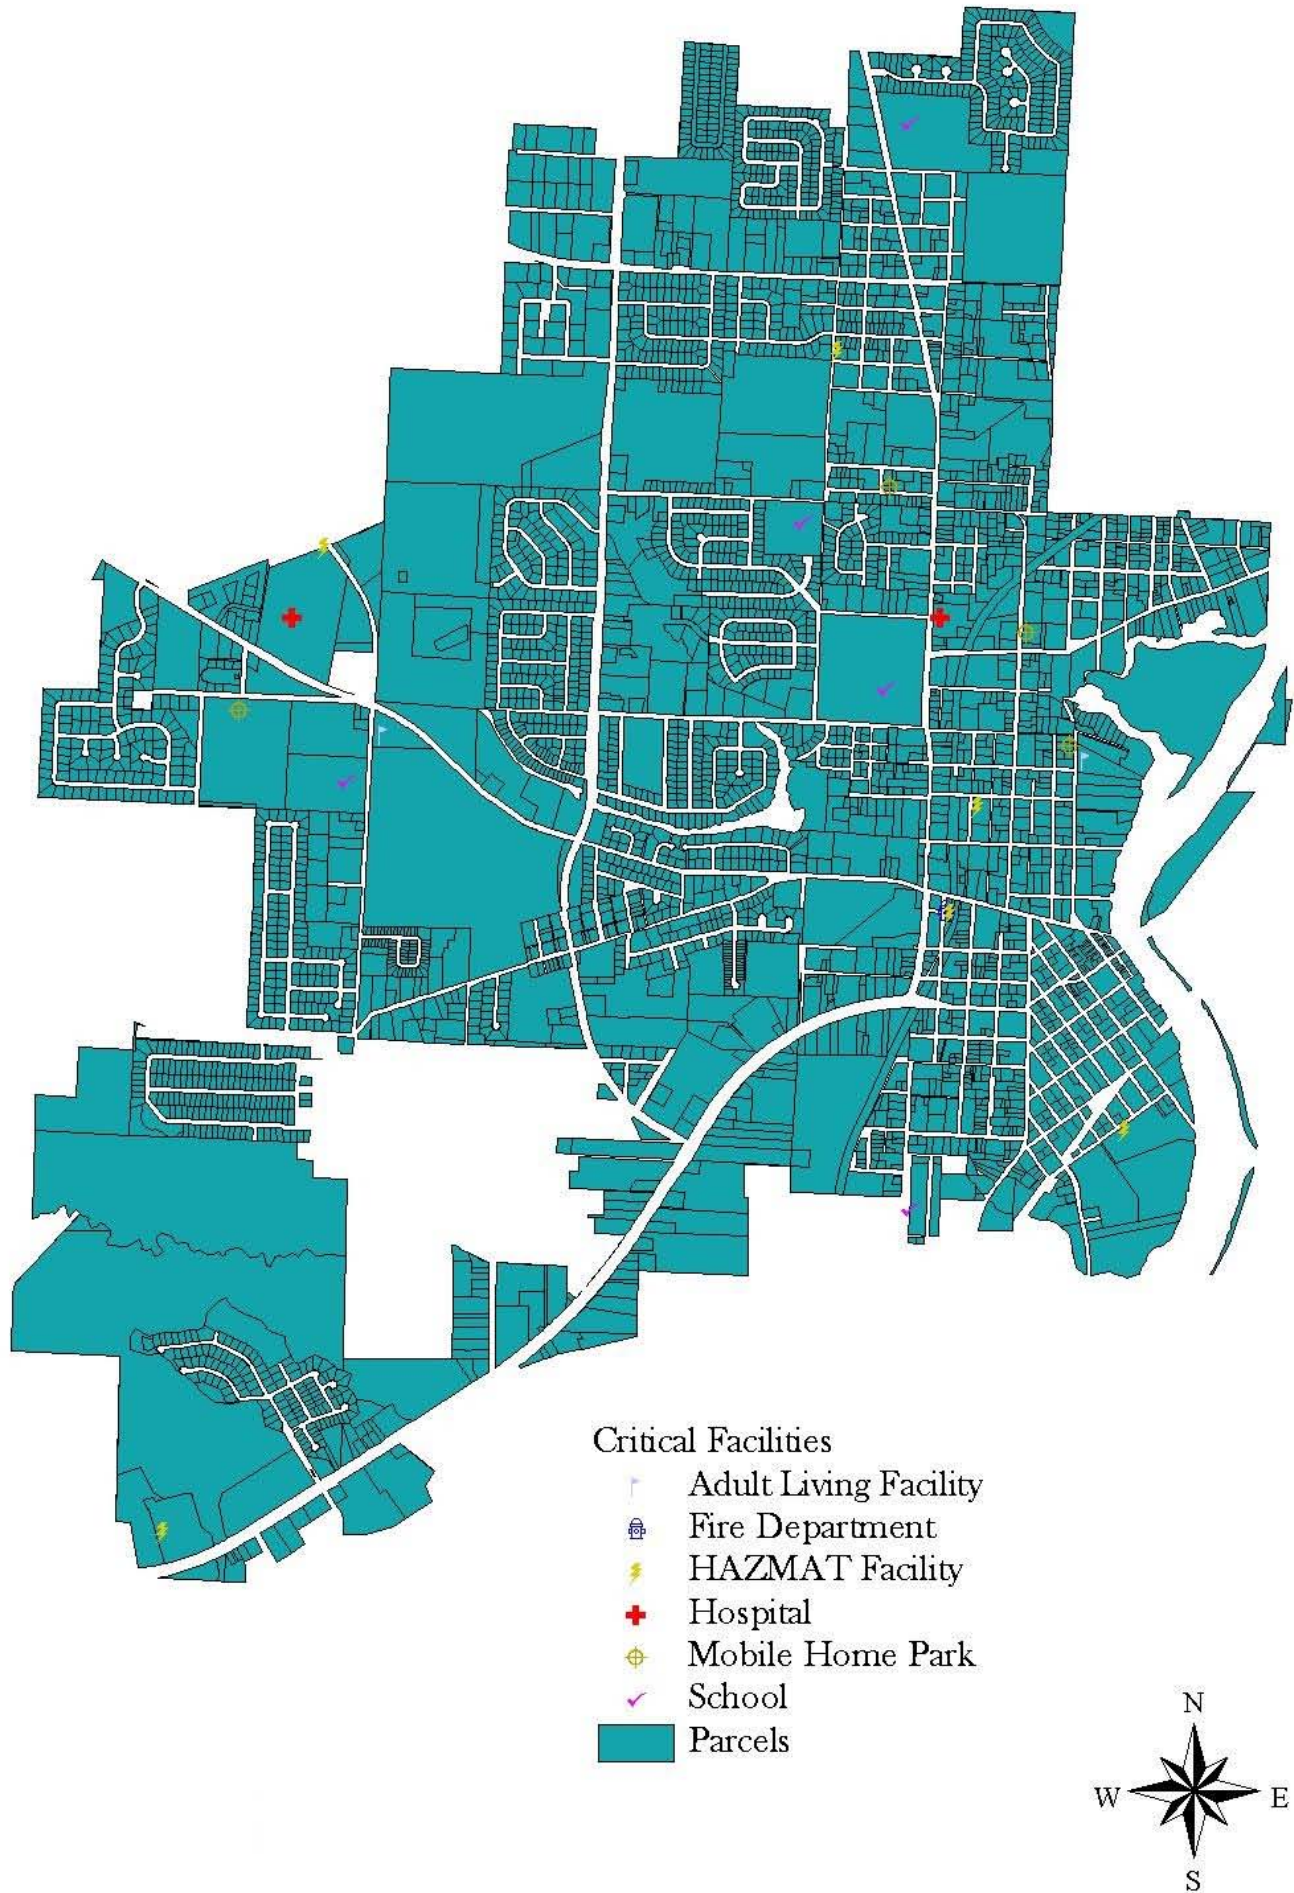 Critical Facilities
Adult Living Facility
Fire Department
HAZMAT Facility
Hospital
Mobile Home Park
School
Parcels
N
W E
S